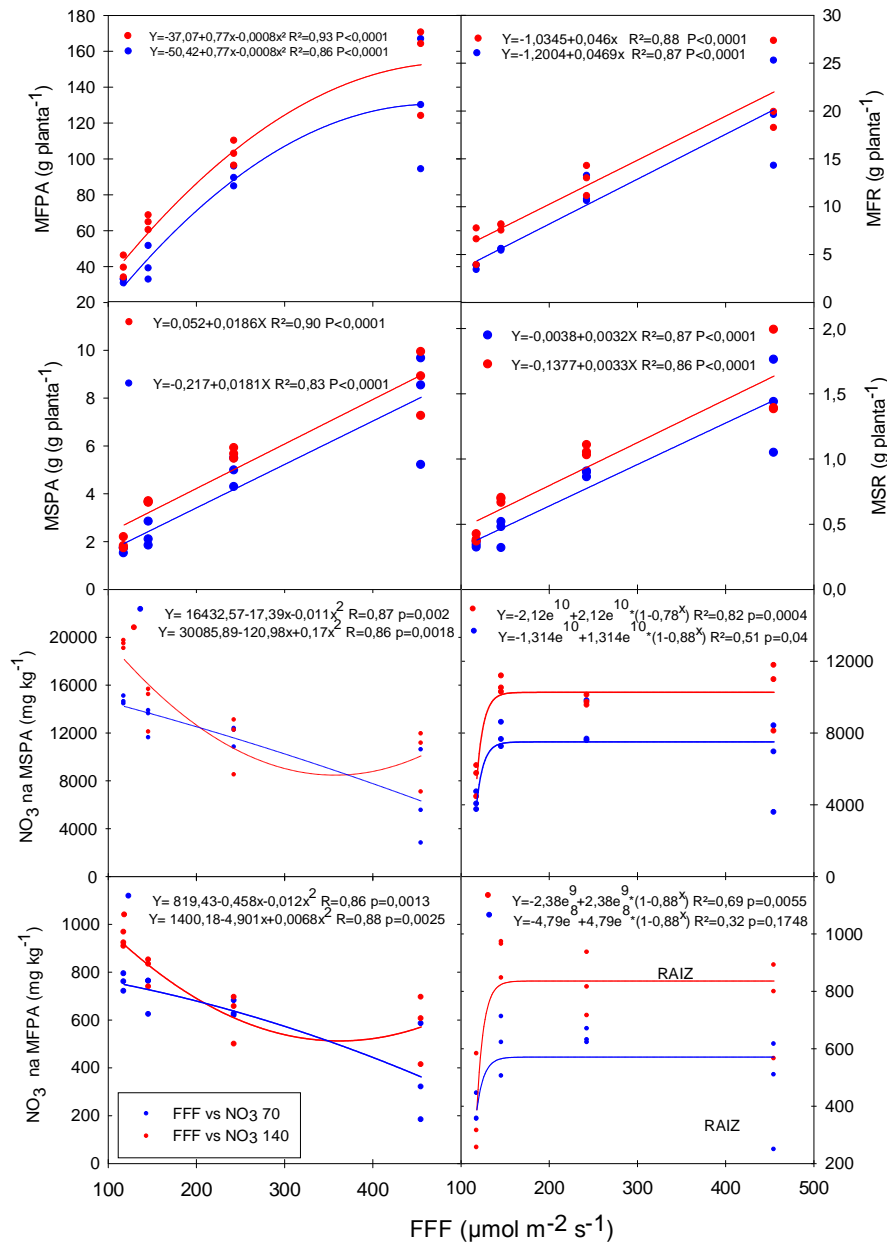 Y=-37,07+0,77x-0,0008x² R²=0,93 P<0,0001
Y=-50,42+0,77x-0,0008x² R²=0,86 P<0,0001
180
160
140
120
100
80
60
40
20
MFPA (g planta-1)
Y=-1,0345+0,046x R²=0,88 P<0,0001
Y=-1,2004+0,0469x R²=0,87 P<0,0001
30
25
20
15
10
5
0
MFR (g planta-1)
Y=0,052+0,0186X R²=0,90 P<0,0001
Y=-0,217+0,0181X R²=0,83 P<0,0001
10
8
6
4
2
0
MSPA (g (g planta-1)
Y=-0,0038+0,0032X R²=0,87 P<0,0001
Y=-0,1377+0,0033X R²=0,86 P<0,0001
2,0
1,5
1,0
0,5
0,0
MSR (g planta-1)
Y= 16432,57-17,39x-0,011x2 R=0,87 p=0,002
Y= 30085,89-120,98x+0,17x2 R=0,86 p=0,0018
20000
16000
12000
8000
4000
0
NO3 na MSPA (mg kg-1)
Y=-2,12e10+2,12e10*(1-0,78x) R²=0,82 p=0,0004
Y=-1,314e10+1,314e10*(1-0,88x) R²=0,51 p=0,04
12000
8000
4000
0
Y= 819,43-0,458x-0,012x2 R=0,86 p=0,0013
Y= 1400,18-4,901x+0,0068x2 R=0,88 p=0,0025
1000
800
600
400
200
0
NO3 na MFPA (mg kg-1)
FFF vs NO3 70
FFF vs NO3 140
Y=-2,38e9+2,38e9*(1-0,88x) R²=0,69 p=0,0055
Y=-4,79e8+4,79e8*(1-0,88x) R²=0,32 p=0,1748
RAIZ
RAIZ
1000
800
600
400
200
100 200 300 400
100 200 300 400 500
FFF (µmol m-2 s-1)